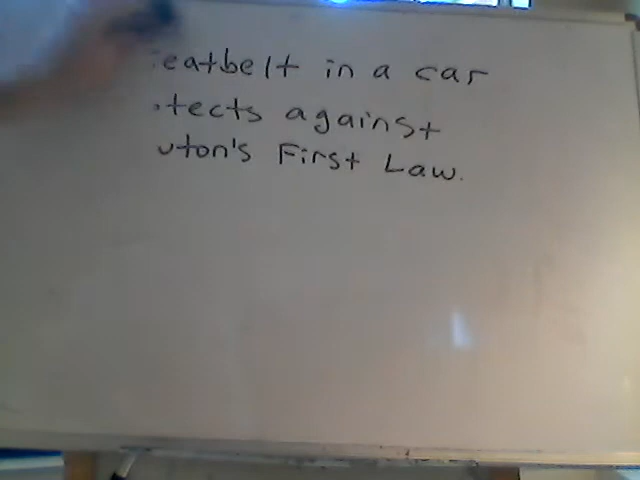 eatbelt in a car
tects against
uton's First Law.